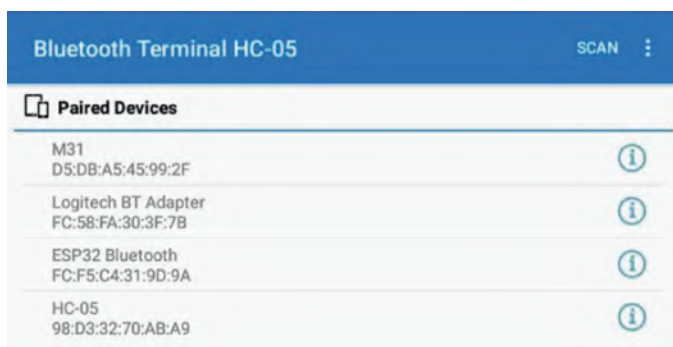 Bluetooth Terminal HC-05 SCAN
Paired Devices
M31
D5:DB:A5:45:99:2F
Logitech BT Adapter
FC:58:FA:30:3F:7B
ESP32 Bluetooth
FC:F5:C4:31:9D:9A
HC-05
98:D3:32:70:AB:A9